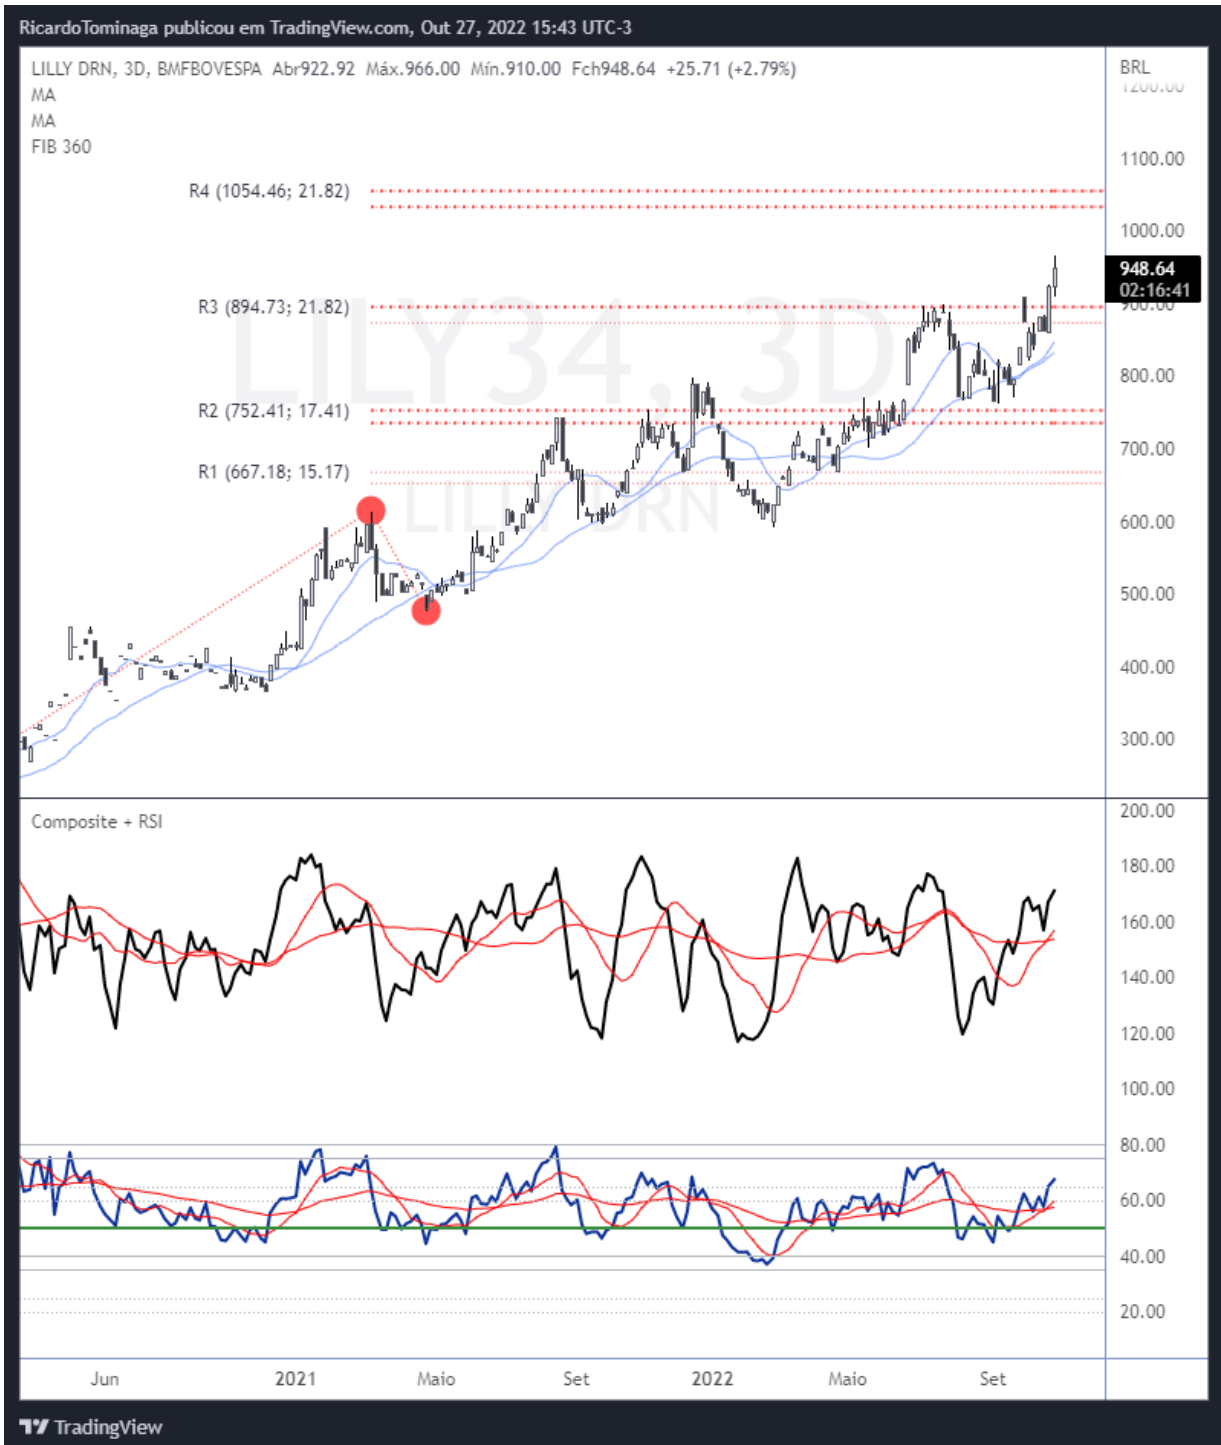 RicardoTominaga publicou em TradingView.com, Out 27, 2022 15:43 UTC-3
LILLY DRN, 3D, BMFBOVESPA Abr922.92 Máx.966.00 Mín.910.00 Fch948.64 +25.71 (+2.79%)
MA
MA
FIB 360
BRL
1200.00
1100.00
R4 (1054.46; 21.82)
1000.00
948.64
02:16:41
900.00
R3 (894.73; 21.82)
LILY34, 3D
800.00
R2 (752.41; 17.41)
700.00
R1 (667.18; 15.17)
LILLY DRN
600.00
500.00
400.00
300.00
Composite + RSI
200.00
180.00
160.00
140.00
120.00
100.00
80.00
60.00
40.00
20.00
Jun 2021 Maio Set 2022 Maio Set
TradingView